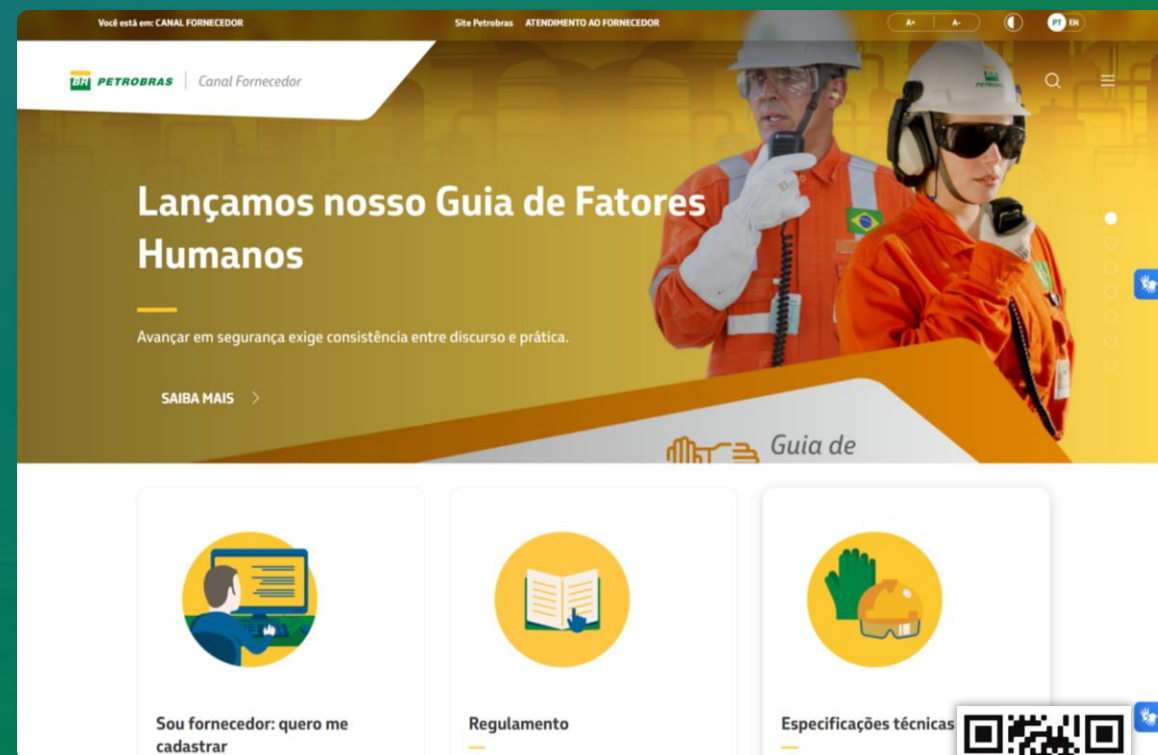 Você está em: CANAL FORNECEDOR
Site Petrobras ATENDIMENTO AO FORNECEDOR
A+ A-
PT EN
BR PETROBRAS Canal Fornecedor
Lançamos nosso Guia de Fatores
Humanos
Avançar em segurança exige consistência entre discurso e prática.
SAIBA MAIS
Guia de
Sou fornecedor: quero me
cadastrar
Regulamento
Especificações técnicas